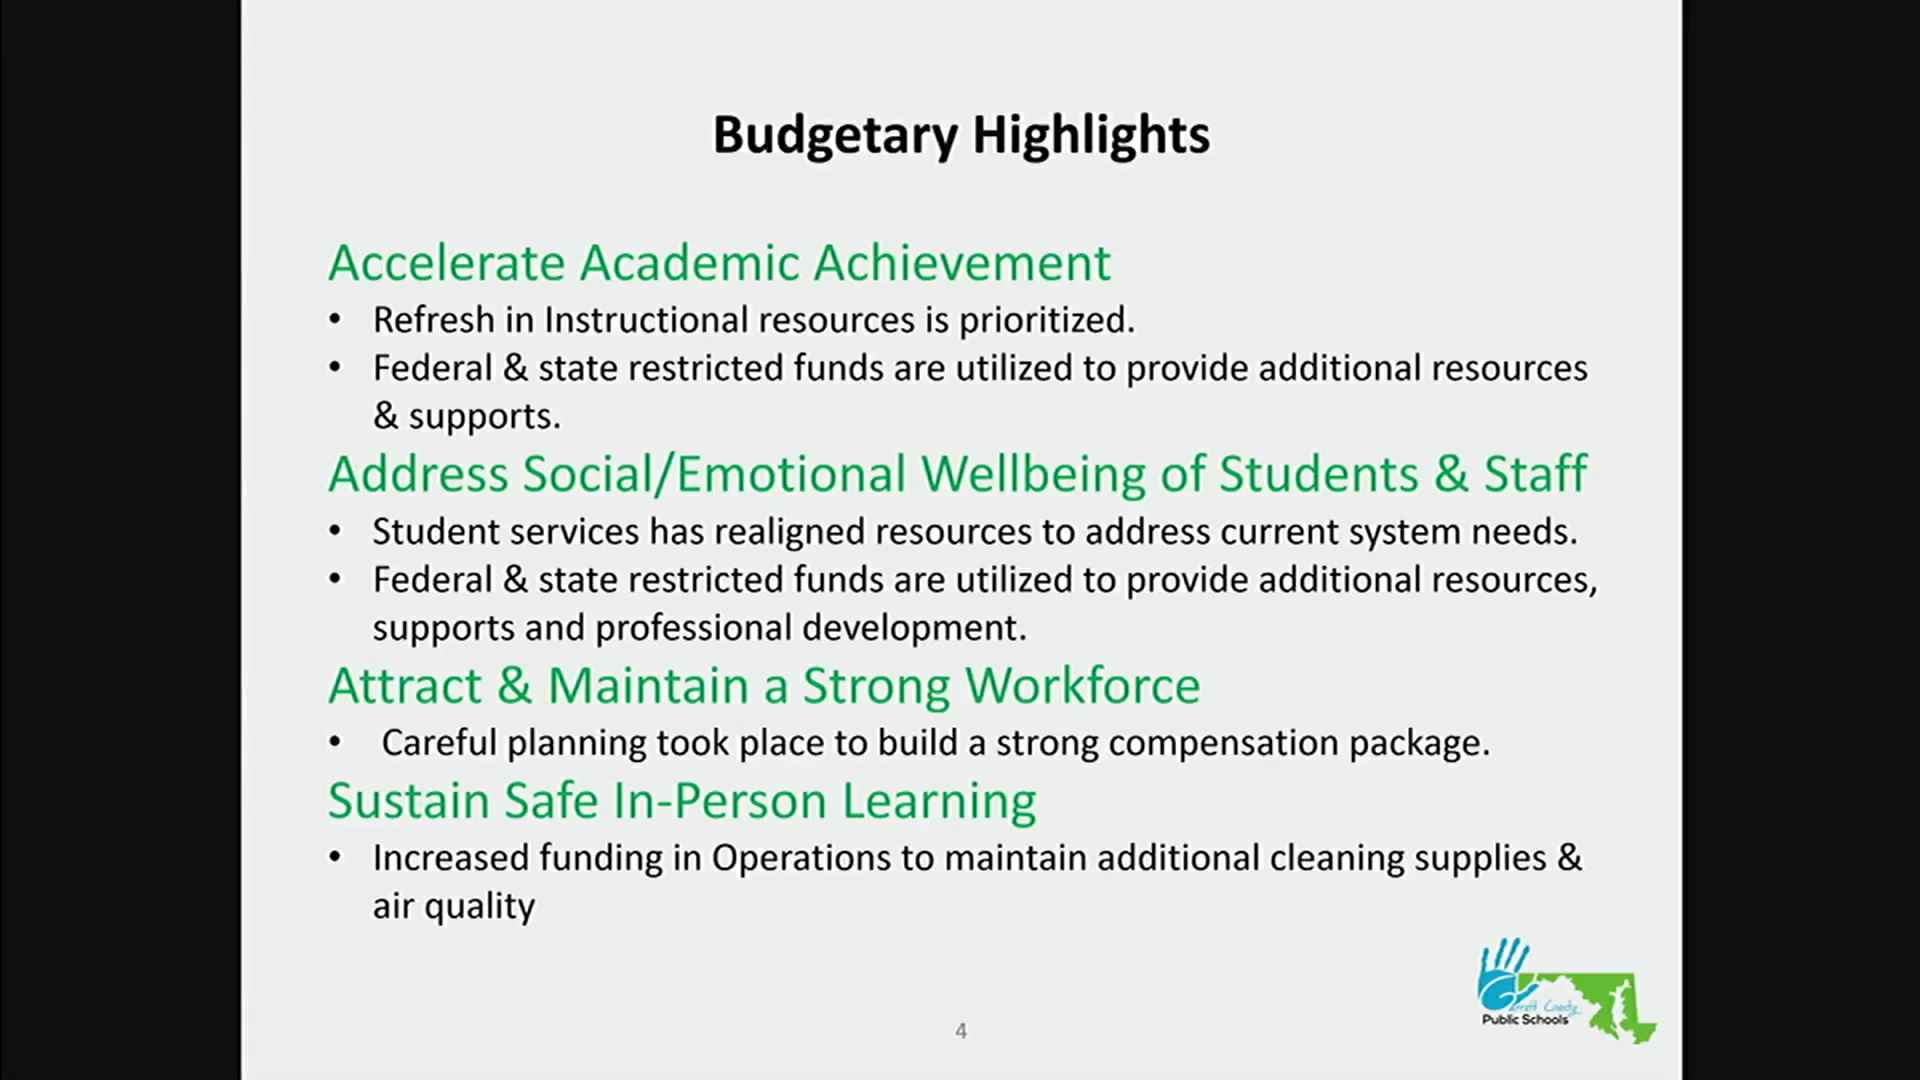 Budgetary Highlights
Accelerate Academic Achievement
• Refresh in Instructional resources is prioritized.
• Federal & state restricted funds are utilized to provide additional resources
& supports.
Address Social/Emotional Wellbeing of Students & Staff
• Student services has realigned resources to address current system needs.
• Federal & state restricted funds are utilized to provide additional resources,
supports and professional development.
Attract & Maintain a Strong Workforce
• Careful planning took place to build a strong compensation package.
Sustain Safe In-Person Learning
• Increased funding in Operations to maintain additional cleaning supplies &
air quality
County
Public Schools
4